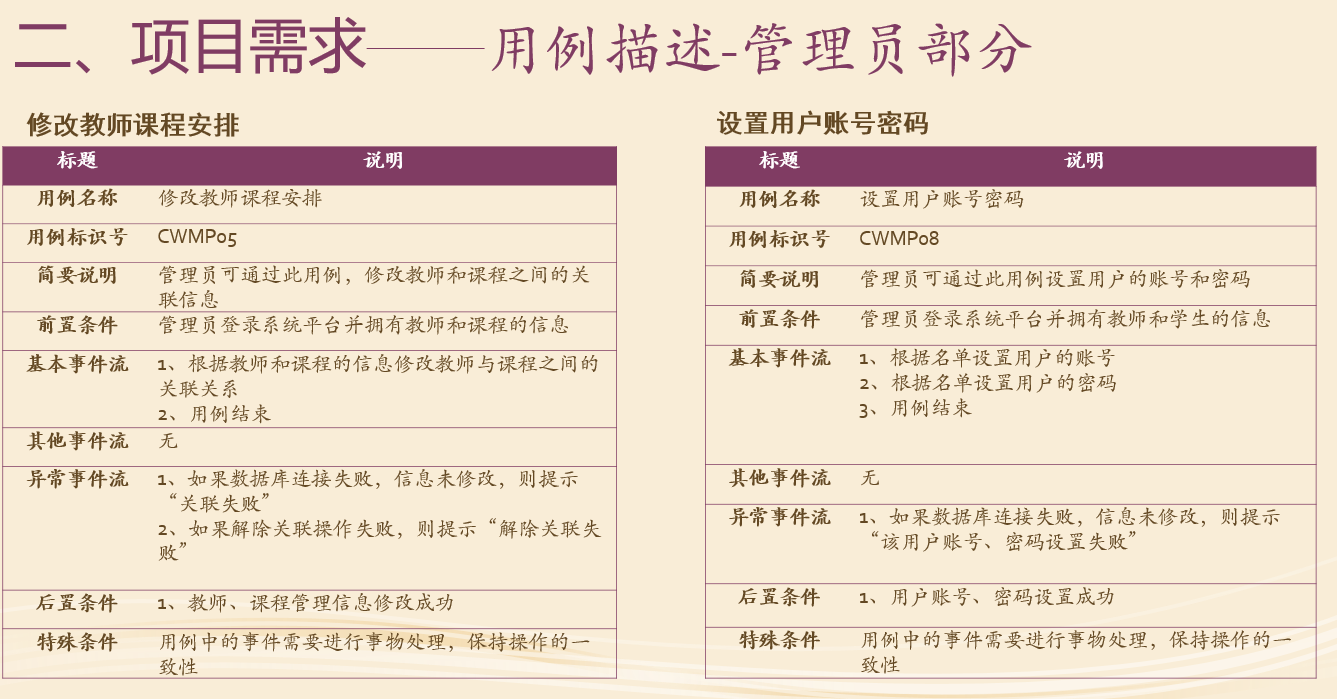 二、项目需求——用例描述-管理员部分
修改教师课程安排
标题 说明
用例名称 修改教师课程安排
用例标识号 CWMP05
简要说明 管理员可通过此用例，修改教师和课程之间的关
联信息
前置条件 管理员登录系统平台并拥有教师和课程的信息
基本事件流 1、根据教师和课程的信息修改教师与课程之间的
关联关系
2、用例结束
其他事件流 无
异常事件流 1、如果数据库连接失败，信息未修改，则提示
“关联失败”
2、如果解除关联操作失败，则提示“解除关联失
败”
后置条件 1、教师、课程管理信息修改成功
特殊条件 用例中的事件需要进行事物处理，保持操作的一
致性
设置用户账号密码
标题 说明
用例名称 设置用户账号密码
用例标识号 CWMP08
简要说明 管理员可通过此用例设置用户的账号和密码
前置条件 管理员登录系统平台并拥有教师和学生的信息
基本事件流 1、根据名单设置用户的账号
2、根据名单设置用户的密码
3、用例结束
其他事件流 无
异常事件流 1、如果数据库连接失败，信息未修改，则提示
“该用户账号、密码设置失败”
后置条件 1、用户账号、密码设置成功
特殊条件 用例中的事件需要进行事物处理，保持操作的一
致性